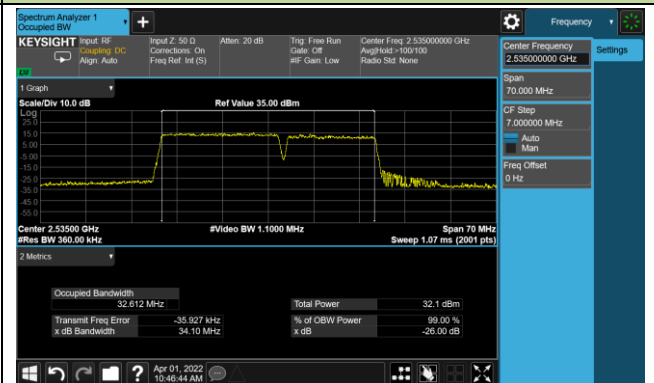 Spectrum Analyzer 1
Occupied BW
Frequency
KEYSIGHT
Input: RF
Coupling: DC
Align: Auto
Input Z: 50 Ω
Corrections: On
Freq Ref: Int (S)
Atten: 20 dB
Trig: Free Run
Gate: Off
#IF Gain: Low
Center Freq: 2.535000000 GHz
Avg|Hold:>100/100
Radio Std: None
Center Frequency
2.535000000 GHz
Settings
Span
70.000 MHz
CF Step
7.000000 MHz
Auto
Man
Freq Offset
0 Hz
1 Graph
Scale/Div 10.0 dB
Ref Value 35.00 dBm
Log
25.0
15.0
5.00
-5.00
-15.0
-25.0
-35.0
-45.0
-55.0
Center 2.53500 GHz
#Video BW 1.1000 MHz
Span 70 MHz
#Res BW 360.00 kHz
Sweep 1.07 ms (2001 pts)
2 Metrics
Occupied Bandwidth
32.612 MHz
Total Power
32.1 dBm
Transmit Freq Error
-35.927 kHz
% of OBW Power
99.00 %
x dB Bandwidth
34.10 MHz
x dB
-26.00 dB
?
Apr 01, 2022
10:46:44 AM